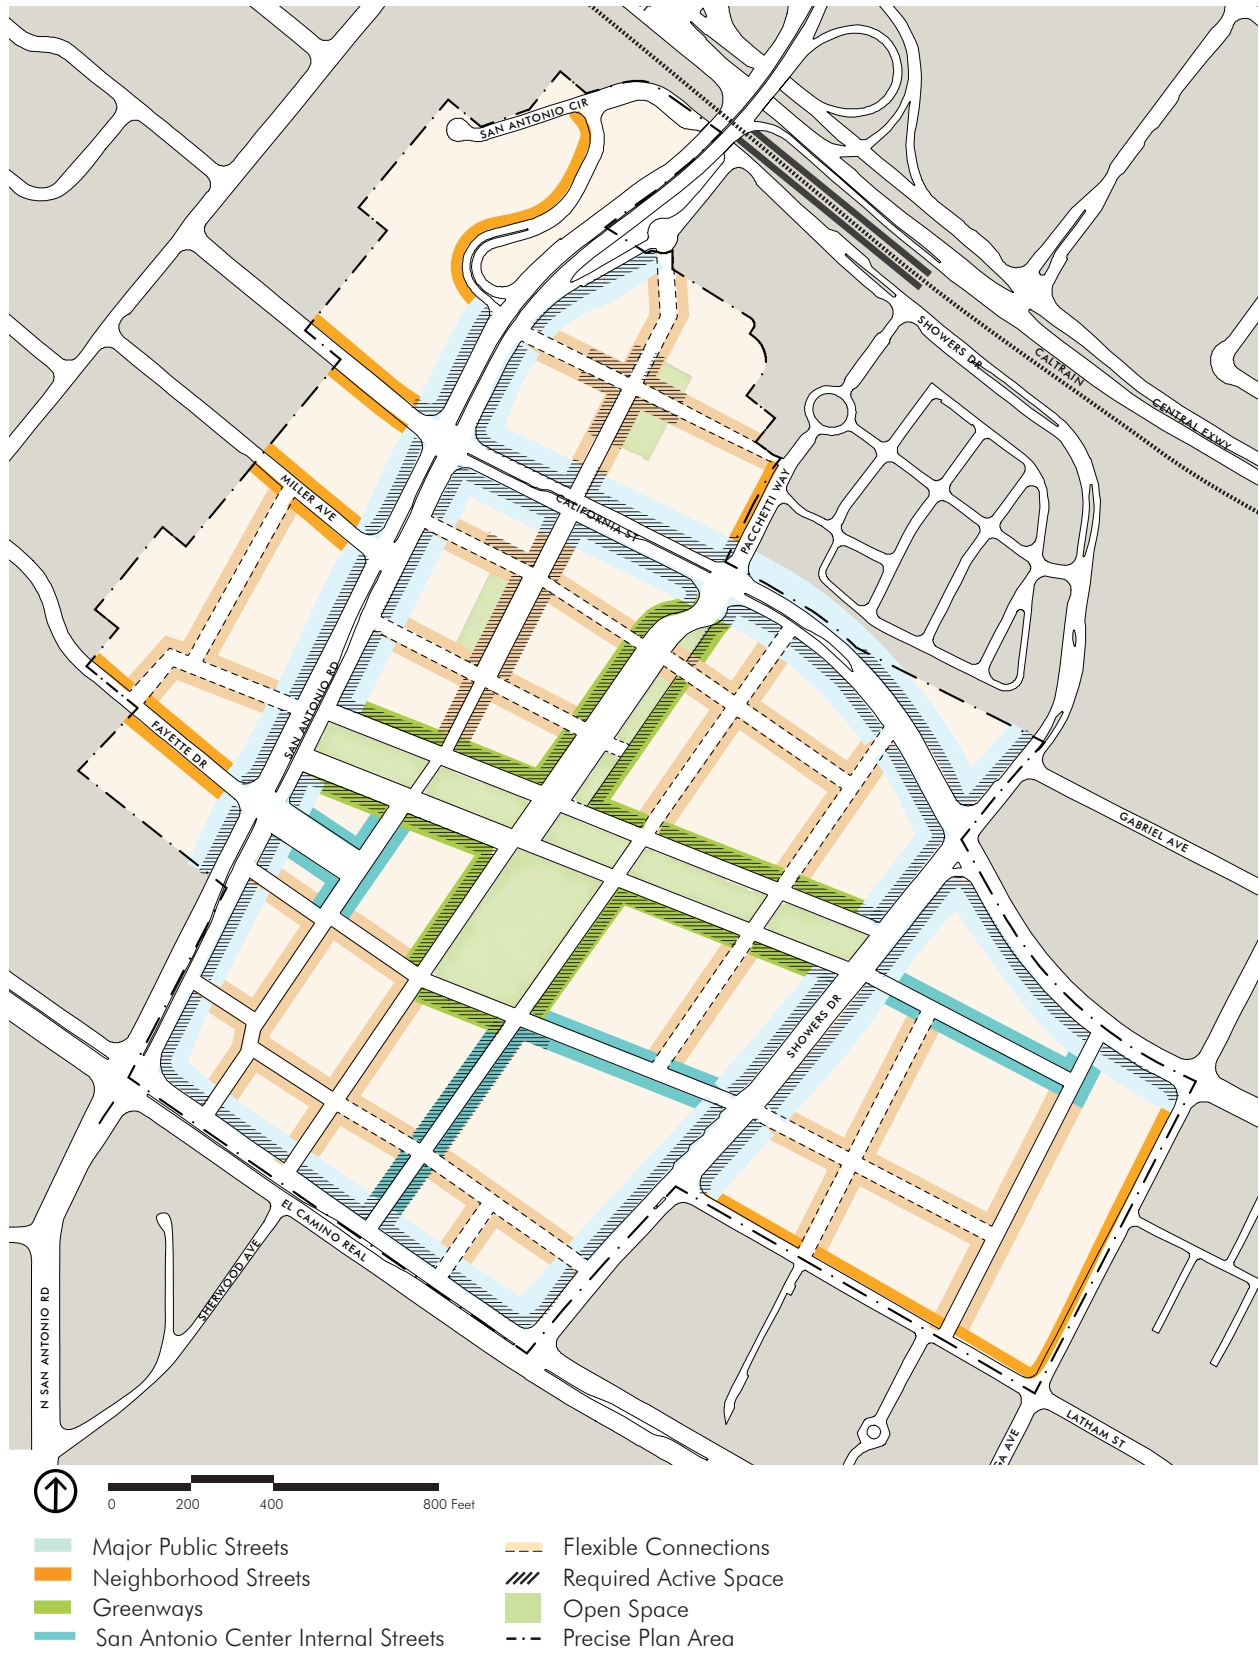 SAN ANTONIO CIR
SHOWERS DR
CALTRAIN
CENTRAL EXWY
MILLER AVE
CALIFORNIA ST
PACCHETTI WAY
SAN ANTONIO RD
FAYETTE DR
GABRIEL AVE
SHOWERS DR
EL CAMINO REAL
SHERWOOD AVE
N SAN ANTONIO RD
LATHAM ST
GA AVE
0 200 400 800 Feet
Major Public Streets
Neighborhood Streets
Greenways
San Antonio Center Internal Streets
Flexible Connections
Required Active Space
Open Space
Precise Plan Area